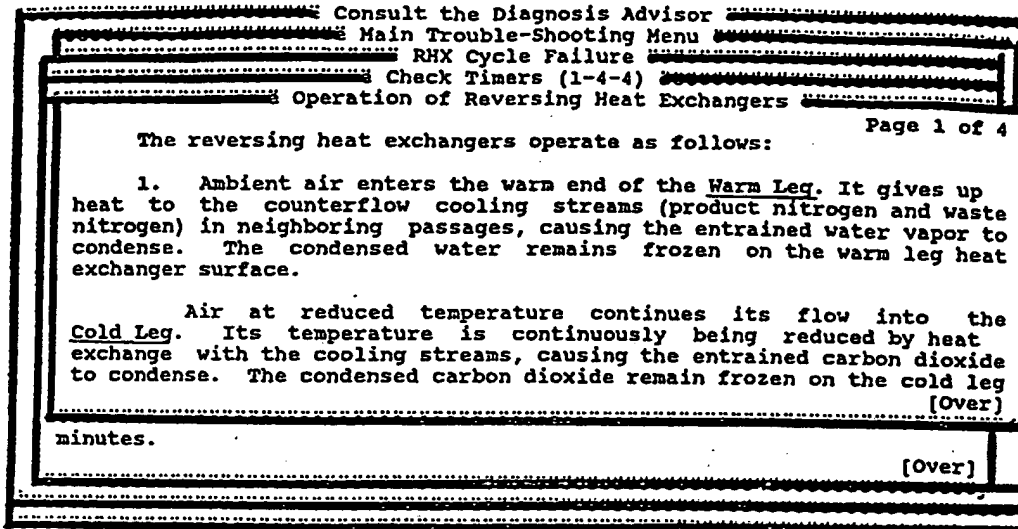 Consult the Diagnosis Advisor
Main Trouble-Shooting Menu
RHX Cycle Failure
Check Timers (1-4-4)
Operation of Reversing Heat Exchangers
Page 1 of 4
The reversing heat exchangers operate as follows:
1. Ambient air enters the warm end of the Warm Leg. It gives up
heat to the counterflow cooling streams (product nitrogen and waste
nitrogen) in neighboring passages, causing the entrained water vapor to
condense. The condensed water remains frozen on the warm leg heat
exchanger surface.
Air at reduced temperature continues its flow into the
Cold Leg. Its temperature is continuously being reduced by heat
exchange with the cooling streams, causing the entrained carbon dioxide
to condense. The condensed carbon dioxide remain frozen on the cold leg
[Over]
minutes.
[Over]